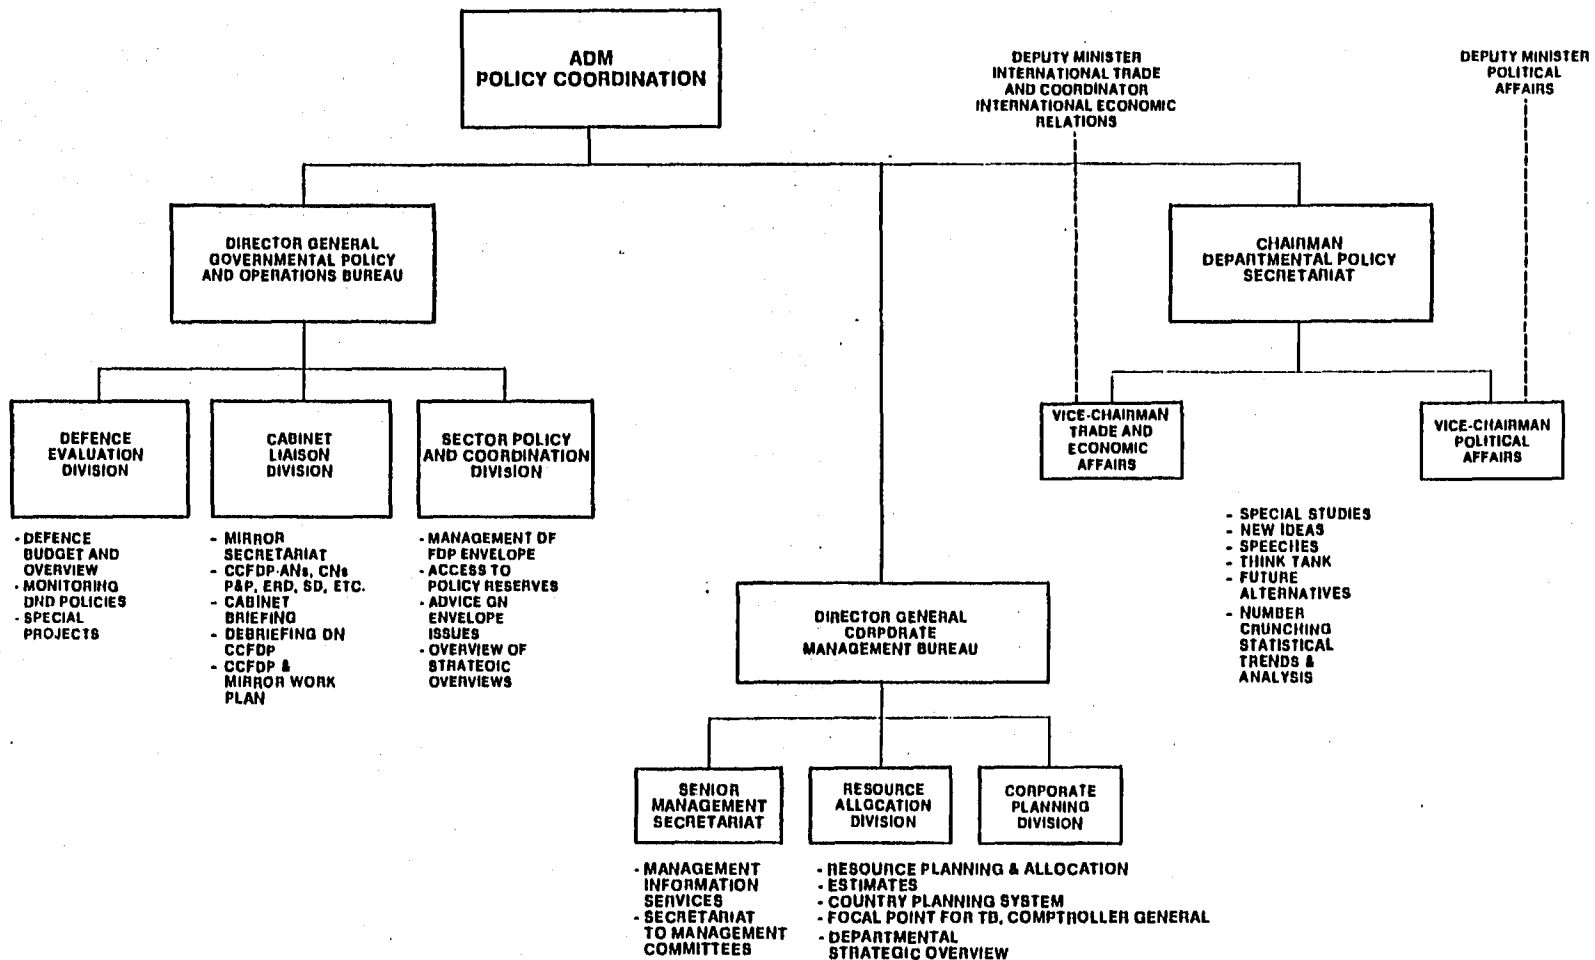 ADM
POLICY COORDINATION
DEPUTY MINISTER
INTERNATIONAL TRADE
AND COORDINATOR
INTERNATIONAL ECONOMIC
RELATIONS
DEPUTY MINISTER
POLITICAL
AFFAIRS
DIRECTOR GENERAL
GOVERNMENTAL POLICY
AND OPERATIONS BUREAU
CHAIRMAN
DEPARTMENTAL POLICY
SECRETARIAT
DEFENCE
EVALUATION
DIVISION
CABINET
LIAISON
DIVISION
SECTOR POLICY
AND COORDINATION
DIVISION
VICE-CHAIRMAN
TRADE AND
ECONOMIC
AFFAIRS
VICE-CHAIRMAN
POLITICAL
AFFAIRS
- DEFENCE
BUDGET AND
OVERVIEW
- MONITORING
DND POLICIES
- SPECIAL
PROJECTS
- MIRROR
SECRETARIAT
- CCFDP-ANs, CNs
P&P, ERD, SD, ETC.
- CABINET
BRIEFING
- DEBRIEFING ON
CCFDP
- CCFDP &
MIRROR WORK
PLAN
- MANAGEMENT OF
FDP ENVELOPE
- ACCESS TO
POLICY RESERVES
- ADVICE ON
ENVELOPE
ISSUES
- OVERVIEW OF
STRATEGIC
OVERVIEWS
- SPECIAL STUDIES
- NEW IDEAS
- SPEECHES
- THINK TANK
- FUTURE
ALTERNATIVES
- NUMBER
CRUNCHING
STATISTICAL
TRENDS &
ANALYSIS
DIRECTOR GENERAL
CORPORATE
MANAGEMENT BUREAU
SENIOR
MANAGEMENT
SECRETARIAT
RESOURCE
ALLOCATION
DIVISION
CORPORATE
PLANNING
DIVISION
- MANAGEMENT
INFORMATION
SERVICES
- SECRETARIAT
TO MANAGEMENT
COMMITTEES
- RESOURCE PLANNING & ALLOCATION
- ESTIMATES
- COUNTRY PLANNING SYSTEM
- FOCAL POINT FOR TB, COMPTROLLER GENERAL
- DEPARTMENTAL
STRATEGIC OVERVIEW